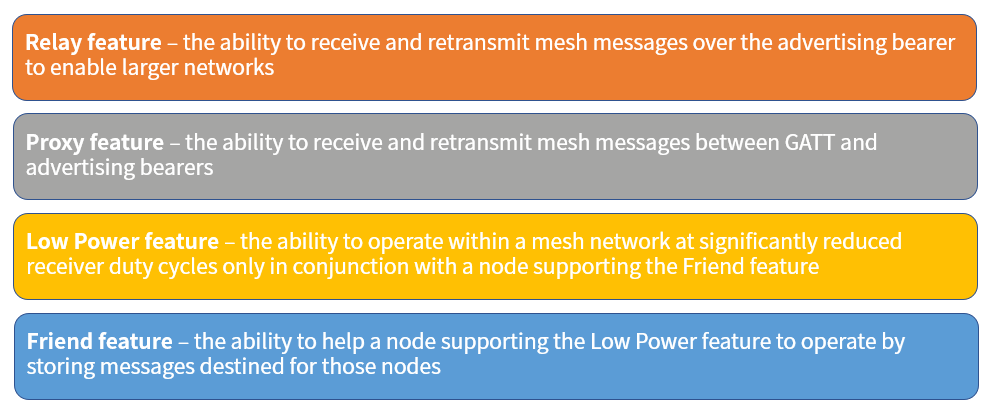 Relay feature – the ability to receive and retransmit mesh messages over the advertising bearer
to enable larger networks
Proxy feature – the ability to receive and retransmit mesh messages between GATT and
advertising bearers
Low Power feature – the ability to operate within a mesh network at significantly reduced
receiver duty cycles only in conjunction with a node supporting the Friend feature
Friend feature – the ability to help a node supporting the Low Power feature to operate by
storing messages destined for those nodes